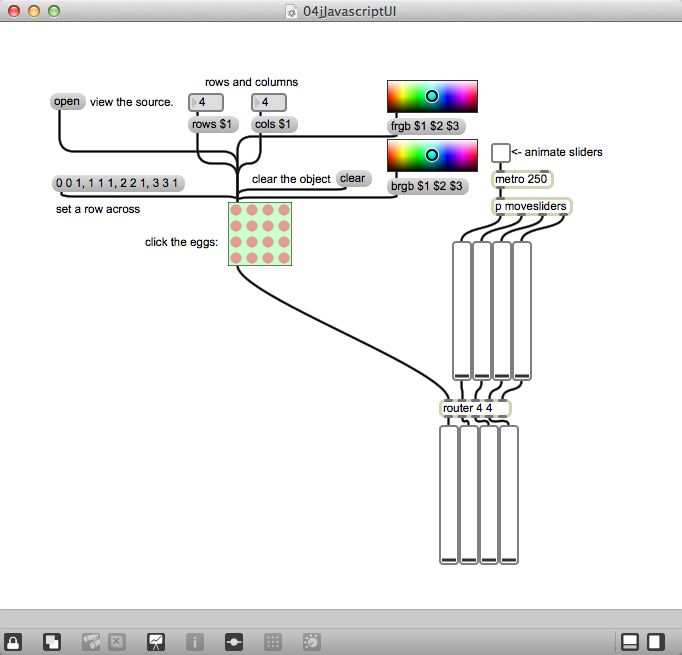 04jJavascriptUI
rows and columns
open
view the source.
4
4
rows $1
cols $1
frgb $1 $2 $3
<- animate sliders
0 0 1, 1 1 1, 2 2 1, 3 3 1
clear the object
clear
brgb $1 $2 $3
metro 250
set a row across
p movesliders
click the eggs:
router 4 4